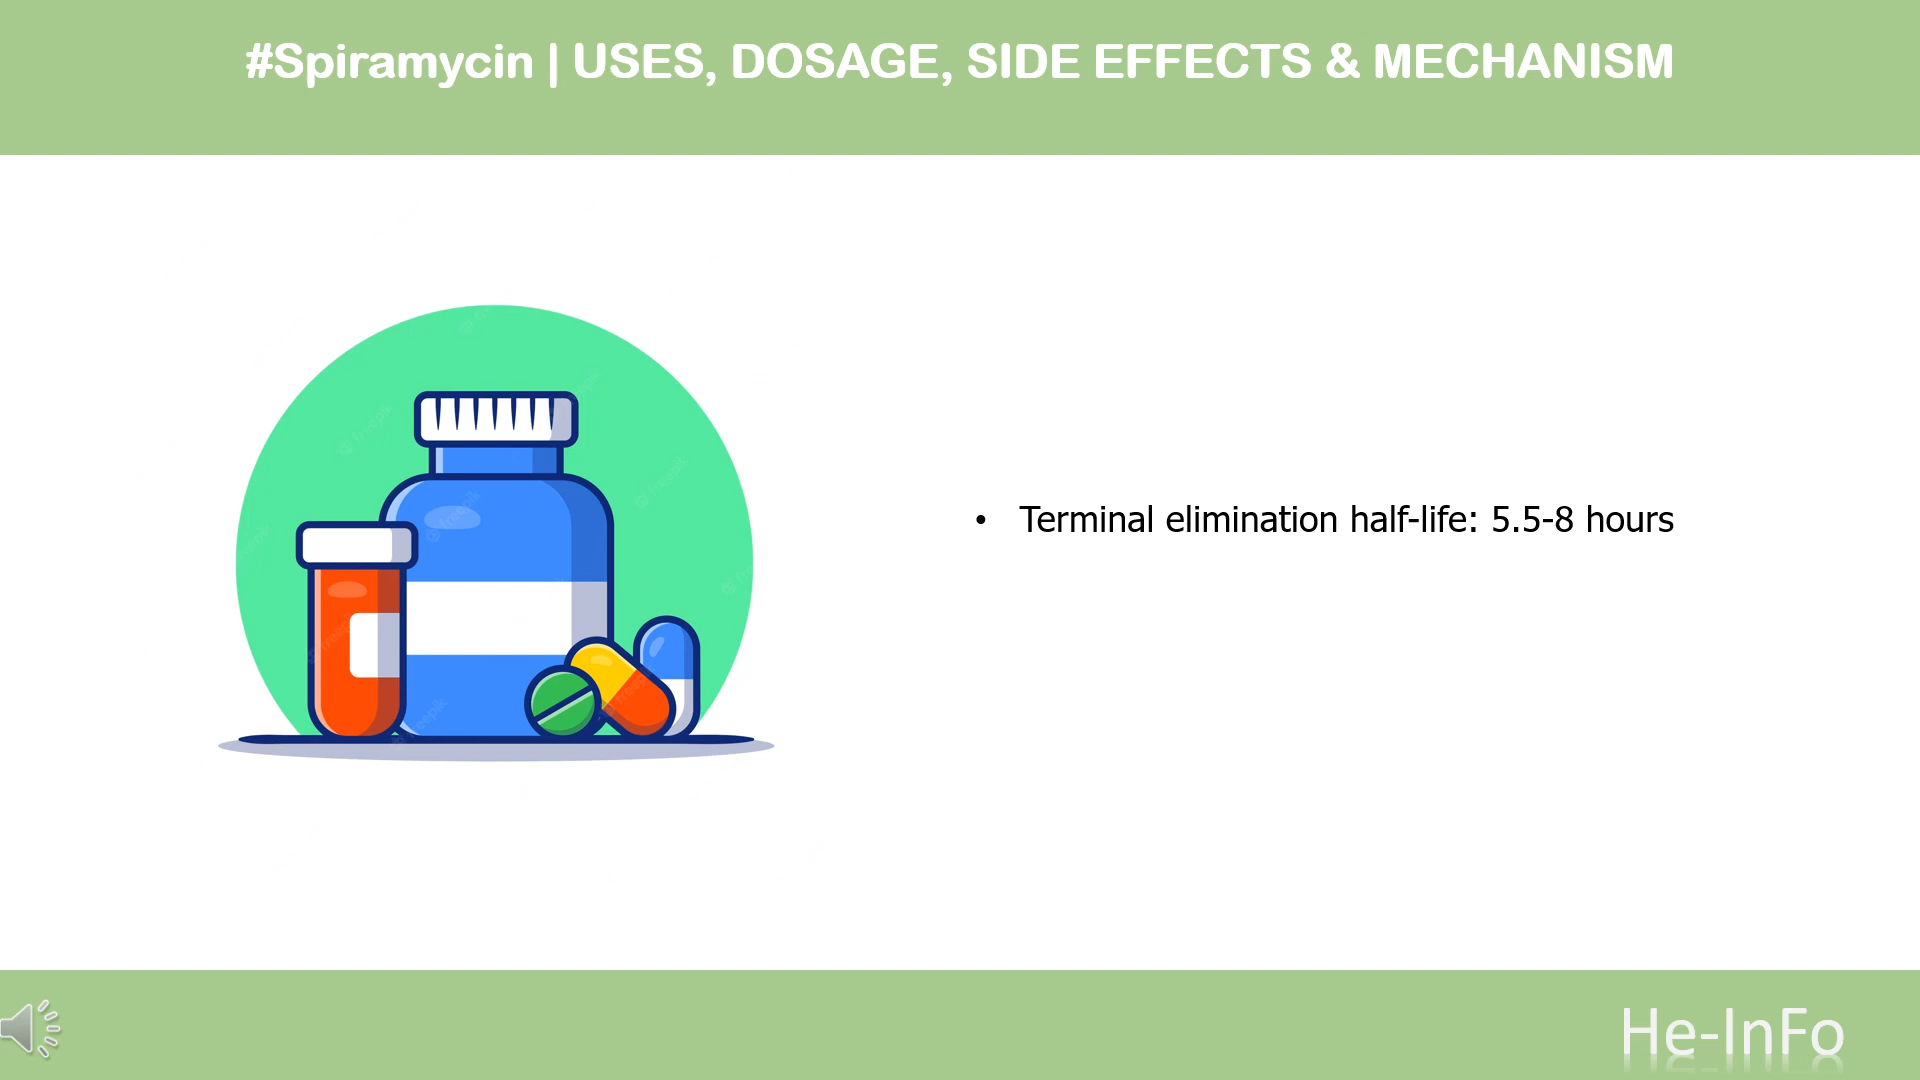 #Spiramycin | USES, DOSAGE, SIDE EFFECTS & MECHANISM
• Terminal elimination half-life: 5.5-8 hours
He-InFo